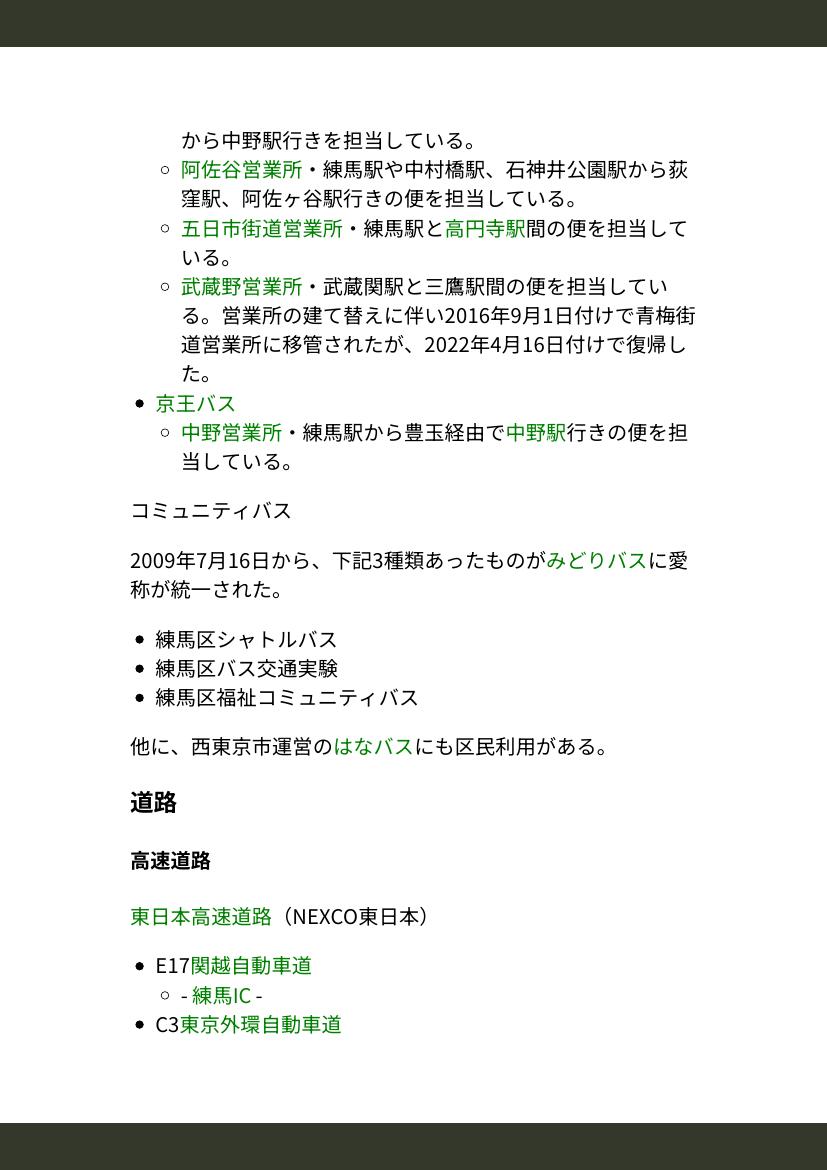 から中野駅行きを担当している。
阿佐谷営業所・練馬駅や中村橋駅、石神井公園駅から荻
窪駅、阿佐ヶ谷駅行きの便を担当している。
五日市街道営業所・練馬駅と高円寺駅間の便を担当して
いる。
武蔵野営業所・武蔵関駅と三鷹駅間の便を担当してい
る。営業所の建て替えに伴い2016年9月1日付けで青梅街
道営業所に移管されたが、2022年4月16日付けで復帰し
た。
京王バス
中野営業所・練馬駅から豊玉経由で中野駅行きの便を担
当している。
コミュニティバス
2009年7月16日から、下記3種類あったものがみどりバスに愛
称が統一された。
練馬区シャトルバス
練馬区バス交通実験
練馬区福祉コミュニティバス
他に、西東京市運営のはなバスにも区民利用がある。
道路
高速道路
東日本高速道路（NEXCO東日本）
E17関越自動車道
- 練馬IC -
C3東京外環自動車道